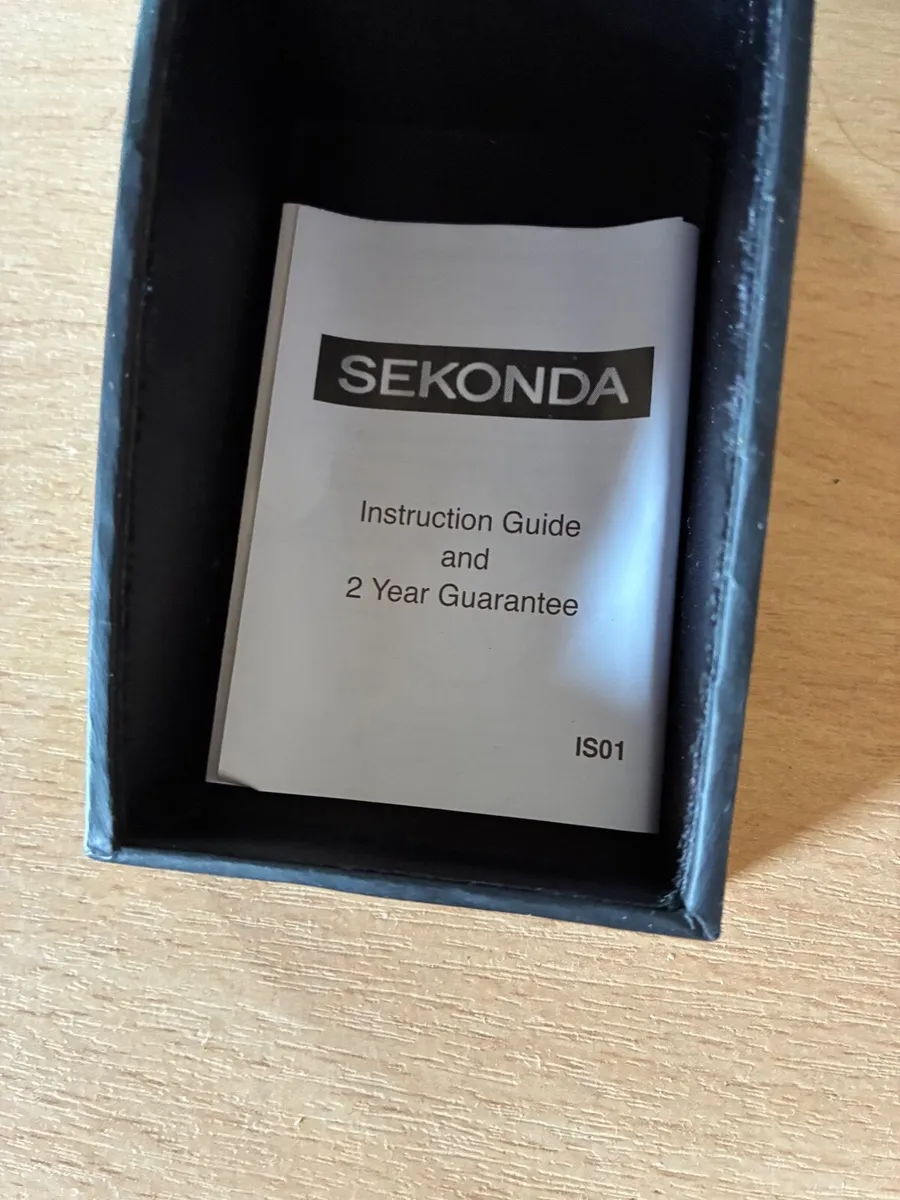 SEKONDA
Instruction Guide
and
2 Year Guarantee
IS01